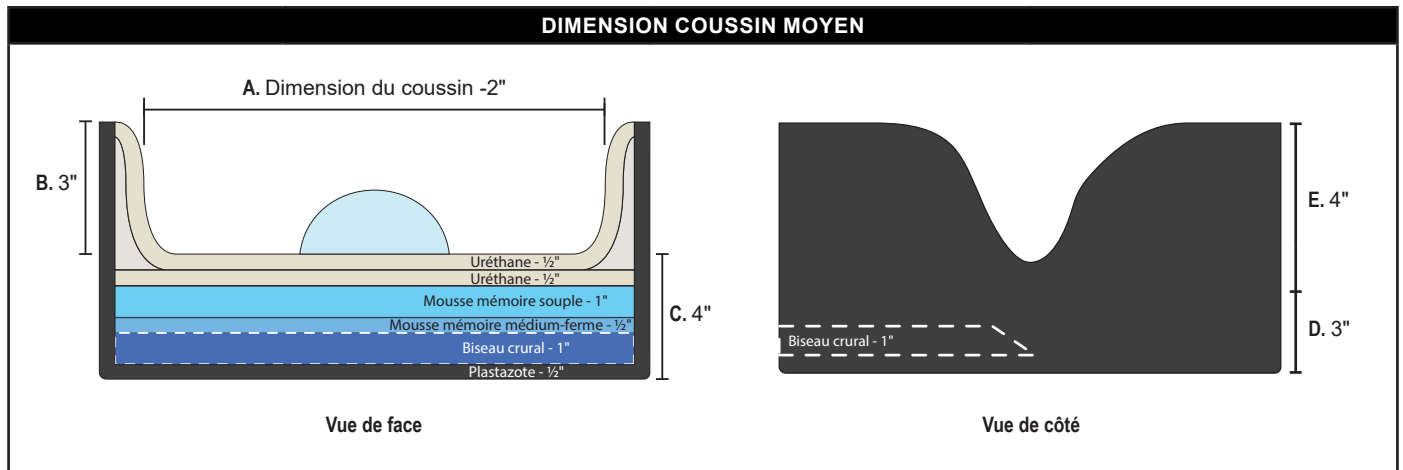 DIMENSION COUSSIN MOYEN
A. Dimension du coussin -2"
B. 3"
Uréthane - ½"
Uréthane - ½"
Mousse mémoire souple - 1"
Mousse mémoire médium-ferme - ½"
Biseau crural - 1"
Plastazote - ½"
C. 4"
Vue de face
E. 4"
D. 3"
Biseau crural - 1"
Vue de côté